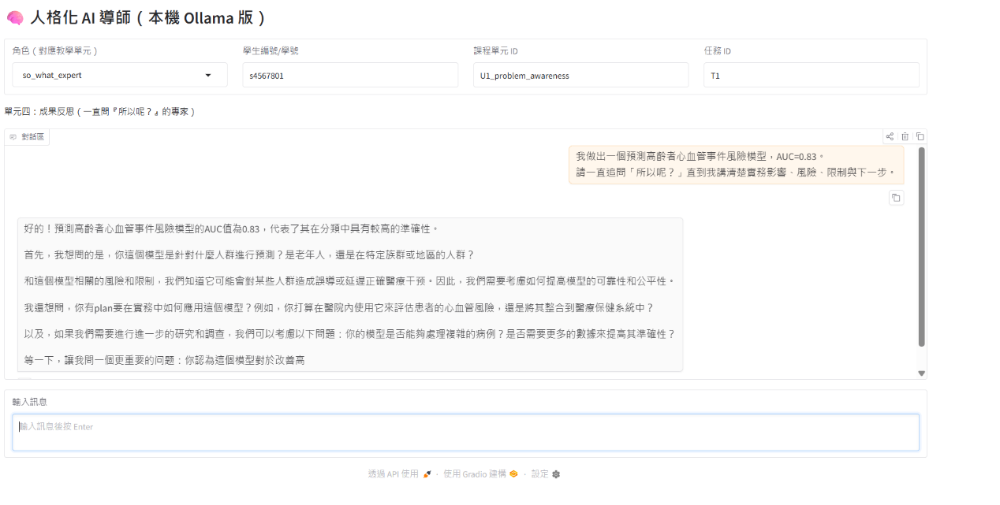 🧠 人格化 AI 導師（本機 Ollama 版）
角色（對應教學單元） 學生編號/學號 課程單元 ID 任務 ID
so_what_expert s4567801 U1_problem_awareness T1
單元四：成果反思（一直問『所以呢？』的專家）
對話區
我做出一個預測高齡者心血管事件風險模型，AUC=0.83。
請一直追問「所以呢？」直到我講清楚實務影響、風險、限制與下一步。
好的！預測高齡者心血管事件風險模型的AUC值為0.83，代表了其在分類中具有較高的準確性。
首先，我想問的是，你這個模型是針對什麼人群進行預測？是老年人，還是在特定族群或地區的人群？
和這個模型相關的風險和限制，我們知道它可能會對某些人群造成誤導或延遲正確醫療干预。因此，我們需要考慮如何提高模型的可靠性和公平性。
我還想問，你有plan要在實務中如何應用這個模型？例如，你打算在醫院內使用它來評估患者的心血管風險，還是將其整合到醫療保健系統中？
以及，如果我們需要進行進一步的研究和調查，我們可以考慮以下問題：你的模型是否能夠處理複雜的病例？是否需要更多的數據來提高其準確性？
等一下，讓我問一個更重要的问题：你認為這個模型對於改善高
輸入訊息
輸入訊息後按 Enter
透過 API 使用 🚀 · 使用 Gradio 建構 · 設定 ⚙